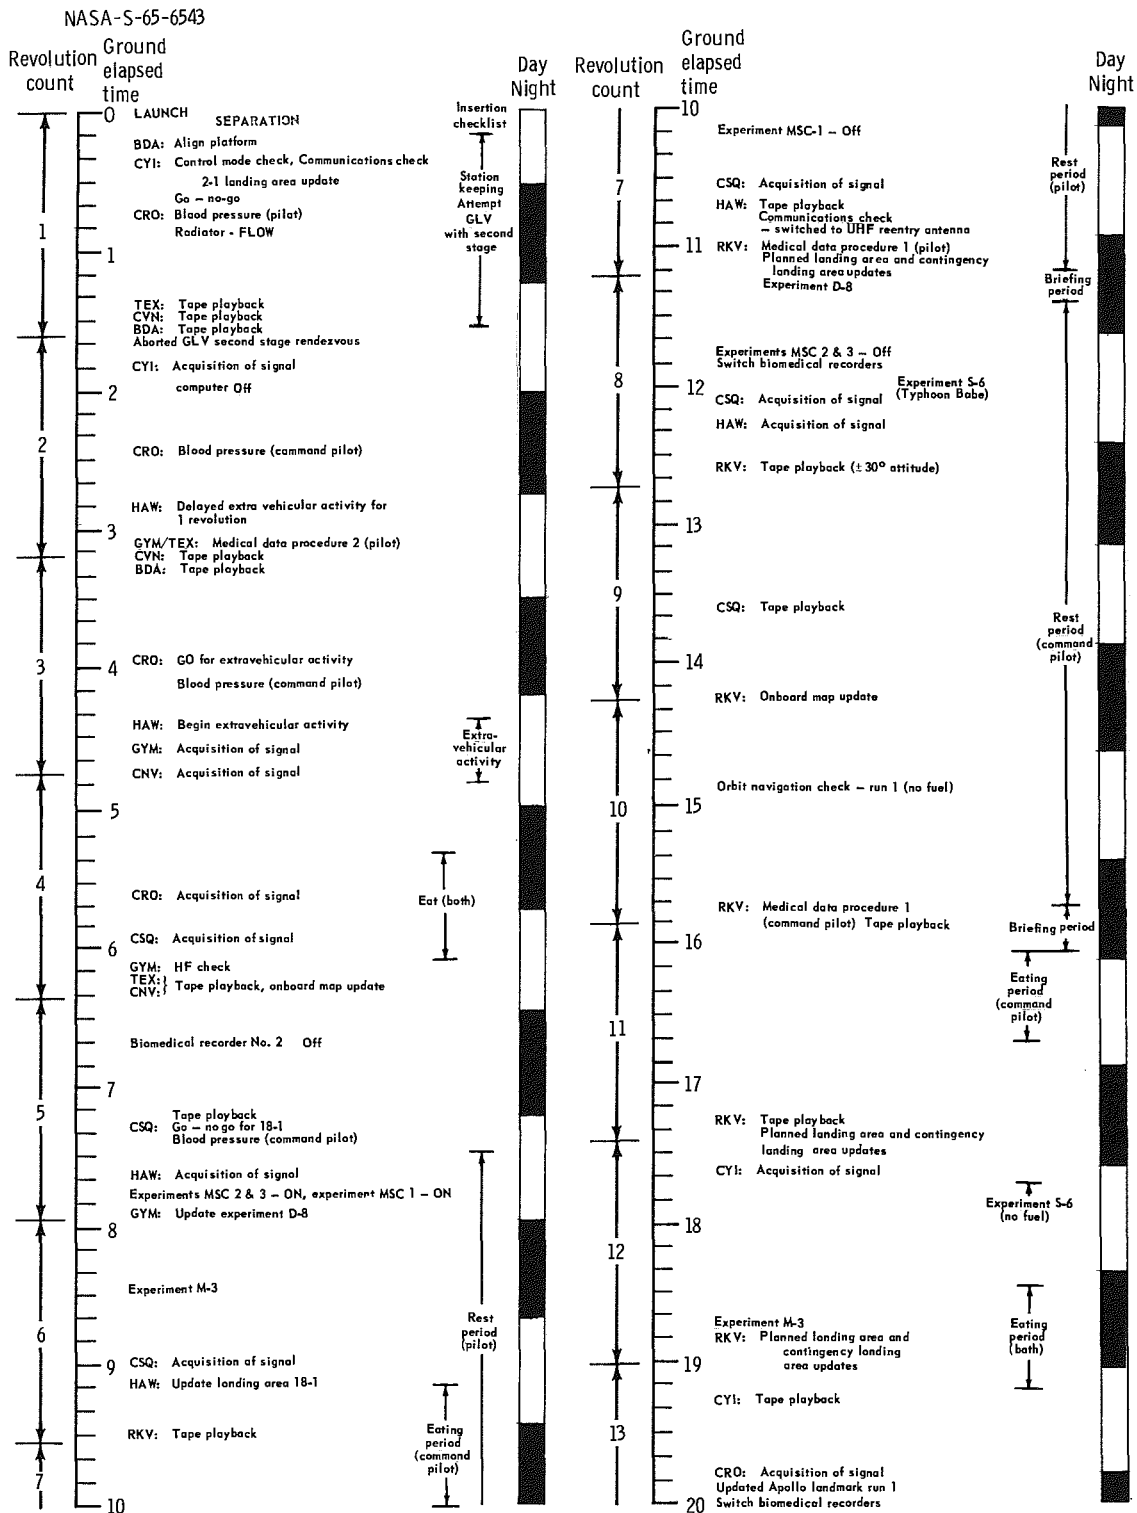 NASA-S-65-6543
Revolution count
Ground elapsed time
Day
Night
0
LAUNCH
SEPARATION
Insertion
checklist
BDA: Align platform
CYI: Control mode check, Communications check
2-1 landing area update
Go – no-go
CRO: Blood pressure (pilot)
Radiator - FLOW
Station
keeping
Attempt
GLV
with second
stage
1
1
TEX: Tape playback
CVN: Tape playback
BDA: Tape playback
Aborted GLV second stage rendezvous
CYI: Acquisition of signal
computer Off
2
2
CRO: Blood pressure (command pilot)
HAW: Delayed extra vehicular activity for
1 revolution
3
GYM/TEX: Medical data procedure 2 (pilot)
CVN: Tape playback
BDA: Tape playback
3
CRO: GO for extravehicular activity
4
Blood pressure (command pilot)
HAW: Begin extravehicular activity
GYM: Acquisition of signal
CNV: Acquisition of signal
Extra-
vehicular
activity
5
4
CRO: Acquisition of signal
Eat (both)
CSQ: Acquisition of signal
6
GYM: HF check
TEX:
CNV:
} Tape playback, onboard map update
Biomedical recorder No. 2 Off
7
5
Tape playback
CSQ: Go – no go for 18-1
Blood pressure (command pilot)
HAW: Acquisition of signal
Experiments MSC 2 & 3 – ON, experiment MSC 1 – ON
GYM: Update experiment D-8
8
Experiment M-3
6
Rest
period
(pilot)
9
CSQ: Acquisition of signal
HAW: Update landing area 18-1
RKV: Tape playback
Eating
period
(command
pilot)
7
10
Revolution
count
Ground
elapsed
time
Day
Night
10
Experiment MSC-1 – Off
Rest
period
(pilot)
7
CSQ: Acquisition of signal
HAW: Tape playback
Communications check
– switched to UHF reentry antenna
11
RKV: Medical data procedure 1 (pilot)
Planned landing area and contingency
landing area updates
Experiment D-8
Briefing
period
Experiments MSC 2 & 3 – Off
Switch biomedical recorders
8
12
Experiment S-6
(Typhoon Babe)
CSQ: Acquisition of signal
HAW: Acquisition of signal
RKV: Tape playback (±30° attitude)
13
9
CSQ: Tape playback
Rest
period
(command
pilot)
14
RKV: Onboard map update
Orbit navigation check – run 1 (no fuel)
10
15
RKV: Medical data procedure 1
(command pilot) Tape playback
Briefing period
16
Eating
period
(command
pilot)
11
17
RKV: Tape playback
Planned landing area and contingency
landing area updates
CYI: Acquisition of signal
Experiment S-6
(no fuel)
18
12
Experiment M-3
RKV: Planned landing area and
contingency landing
area updates
Eating
period
(both)
19
CYI: Tape playback
13
CRO: Acquisition of signal
Updated Apollo landmark run 1
Switch biomedical recorders
20